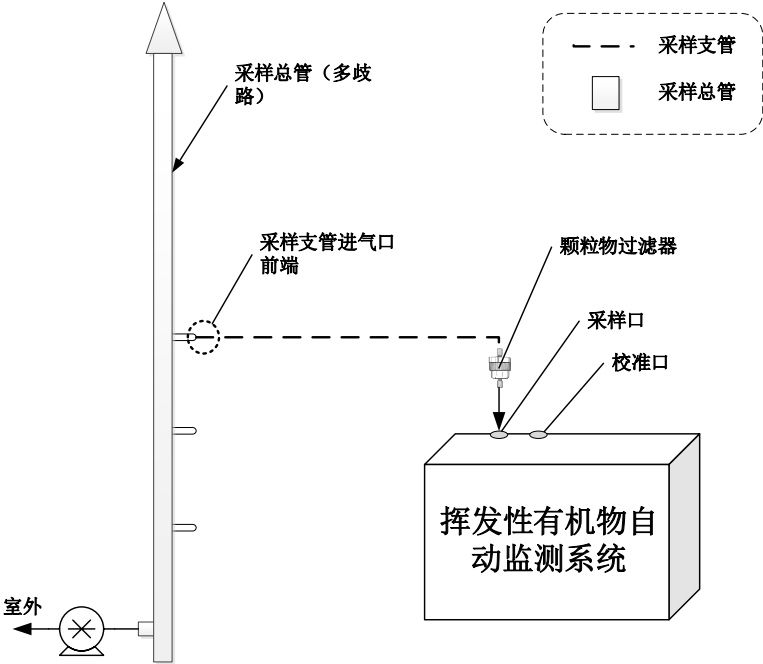 采样支管
采样总管
采样总管（多歧
路）
采样支管进气口
前端
颗粒物过滤器
采样口
校准口
挥发性有机物自
动监测系统
室外